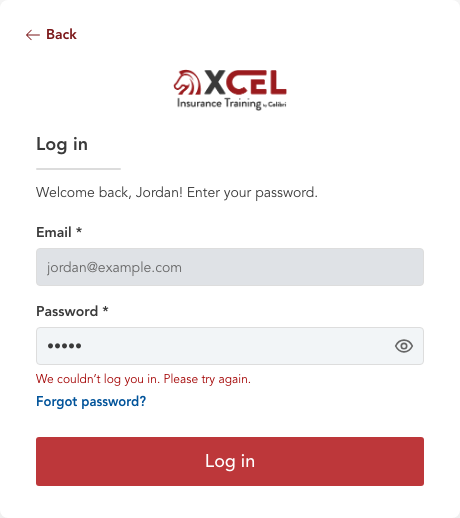 ← Back
XCEL
Insurance Training by Colibri
Log in
Welcome back, Jordan! Enter your password.
Email *
jordan@example.com
Password *
•••••
We couldn’t log you in. Please try again.
Forgot password?
Log in